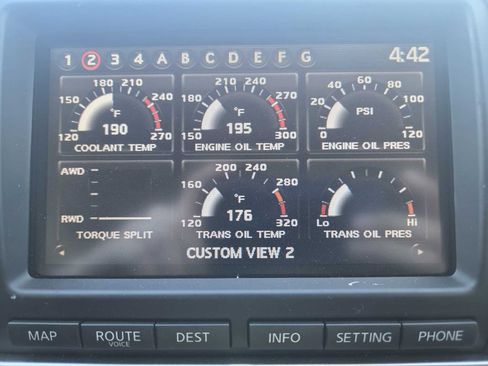 1 2 3 4 A B C D E F G 4:42
120 150 180 210 240 270 °F 190
COOLANT TEMP
150 180 210 240 270 300 °F 195
ENGINE OIL TEMP
0 20 40 60 80 100 120 PSI
ENGINE OIL PRES
AWD
RWD
TORQUE SPLIT
120 160 200 240 280 320 °F 176
TRANS OIL TEMP
Lo Hi
TRANS OIL PRES
CUSTOM VIEW 2
MAP ROUTE DEST INFO SETTING PHONE
VOICE